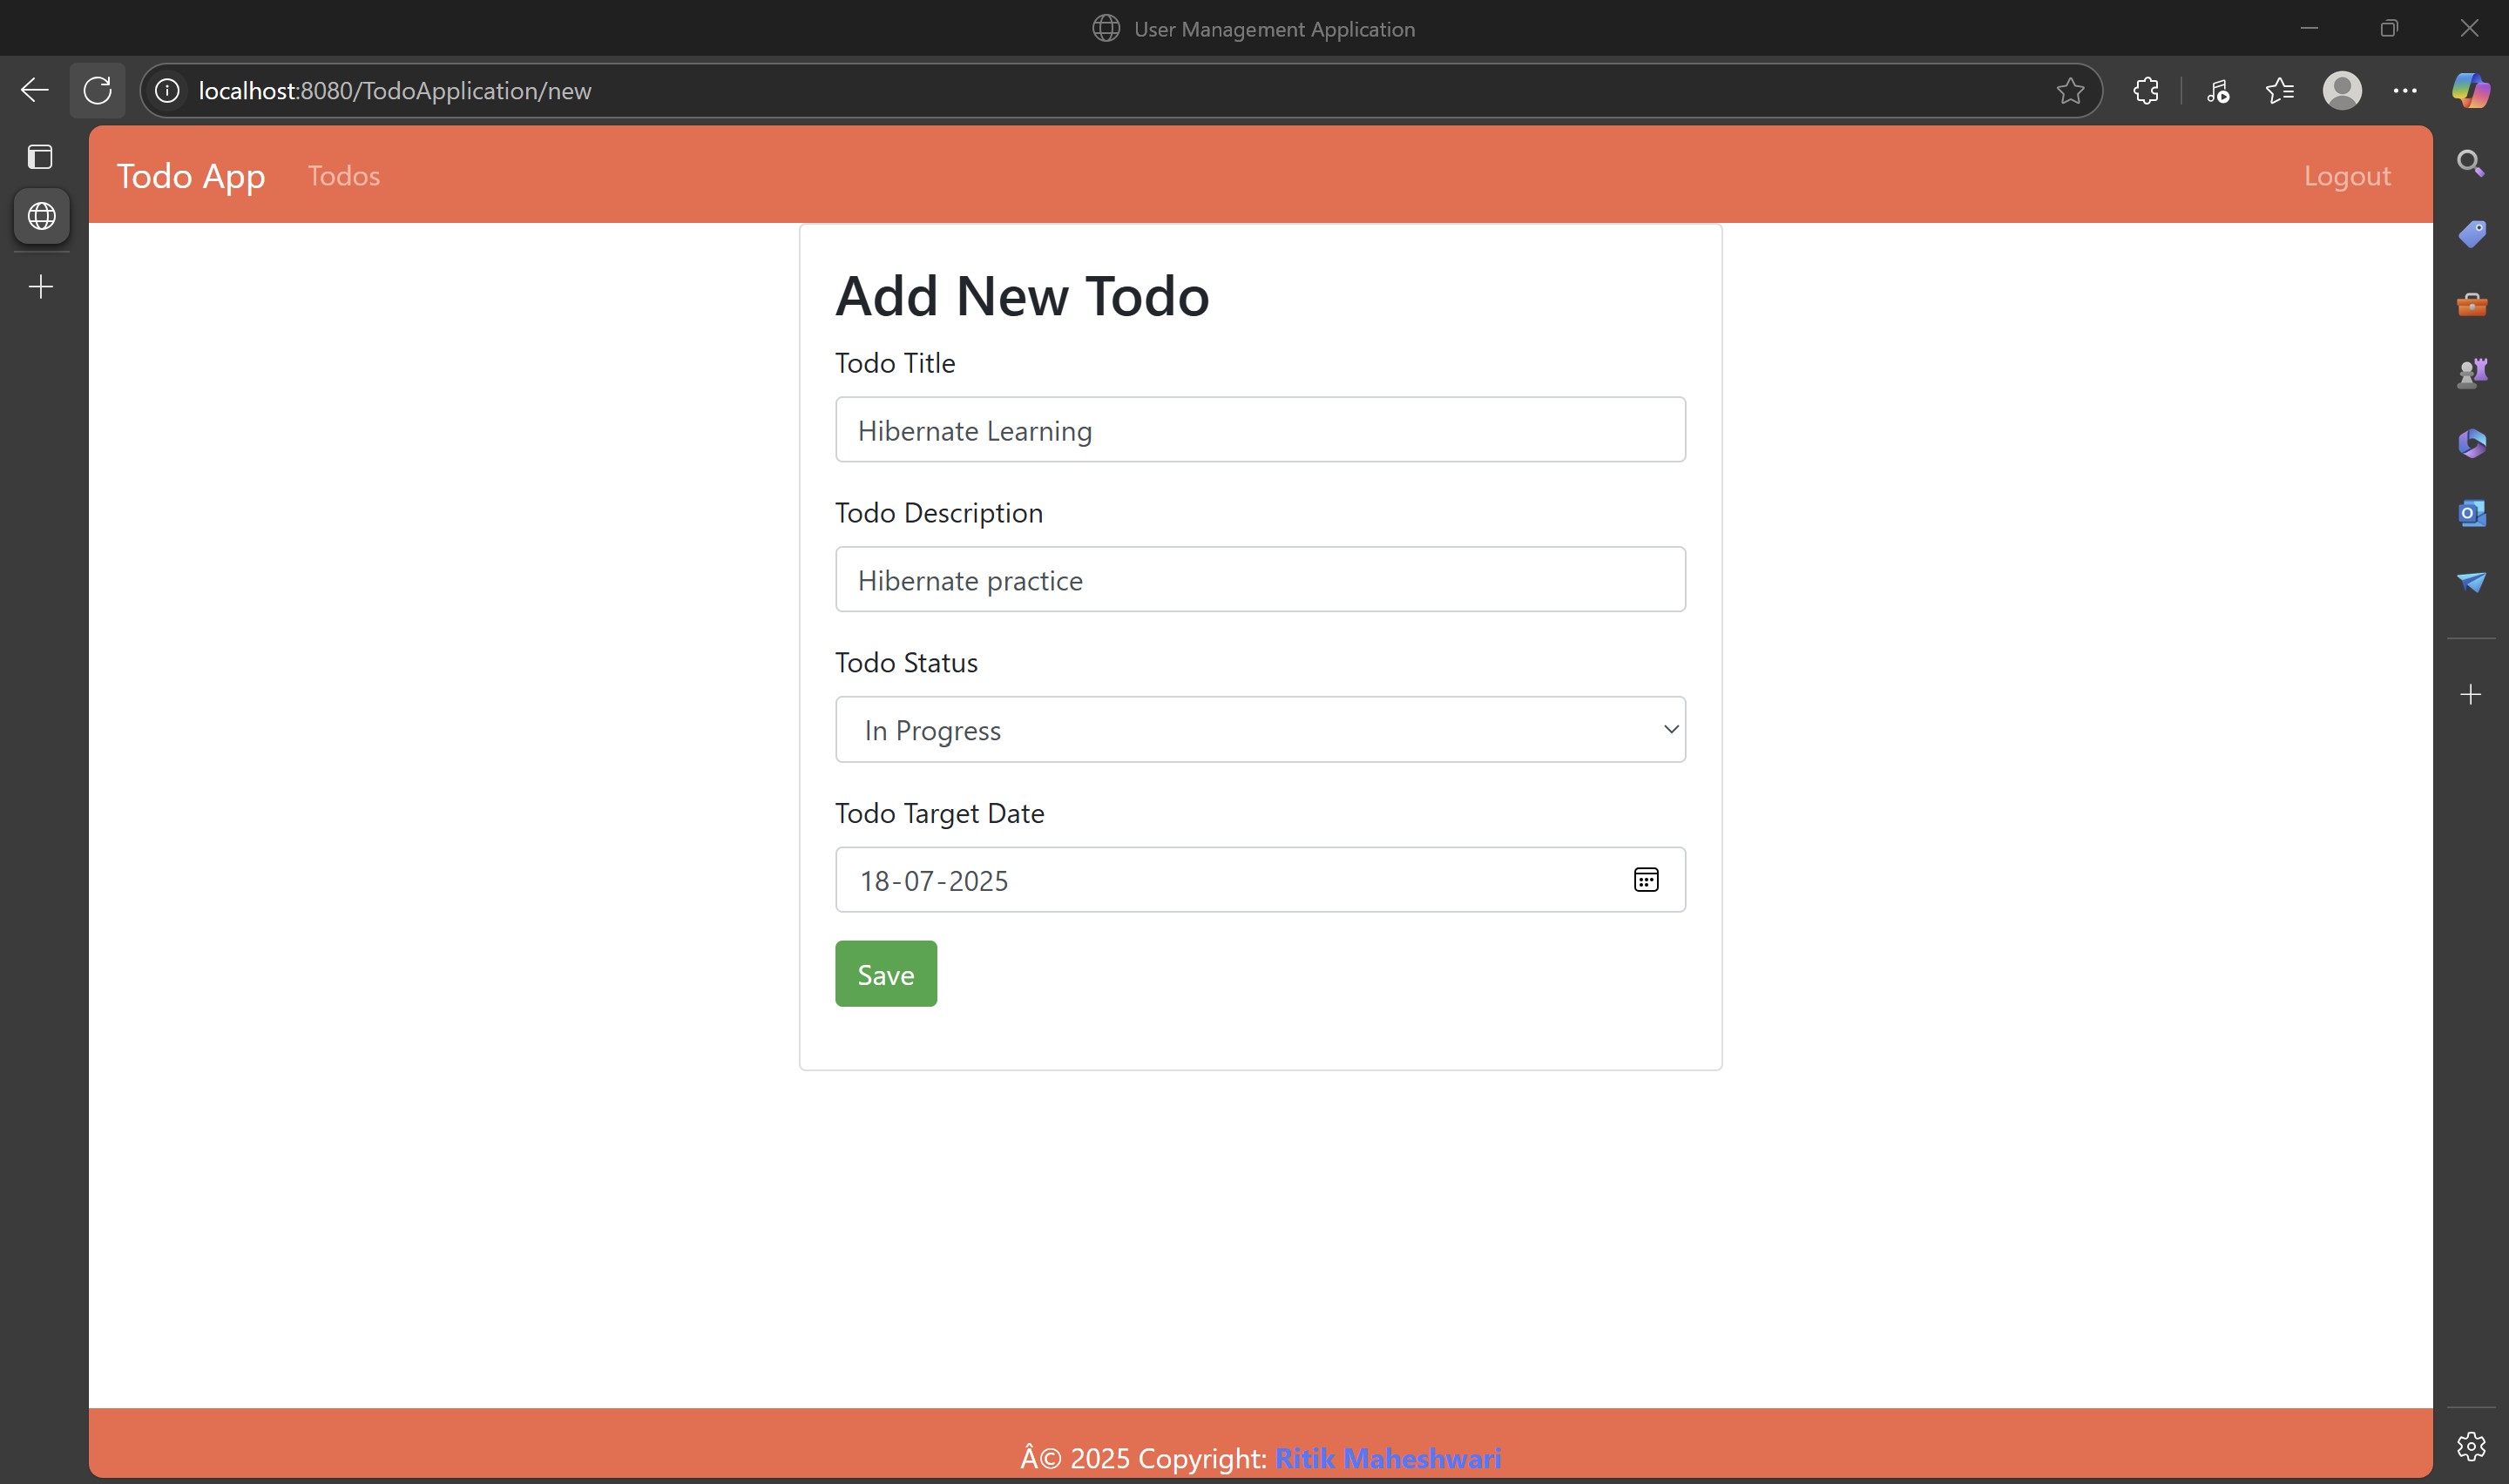 User Management Application
localhost:8080/TodoApplication/new
Todo App Todos Logout
Add New Todo
Todo Title
Hibernate Learning
Todo Description
Hibernate practice
Todo Status
In Progress
Todo Target Date
18-07-2025
Save
Â© 2025 Copyright: Ritik Maheshwari